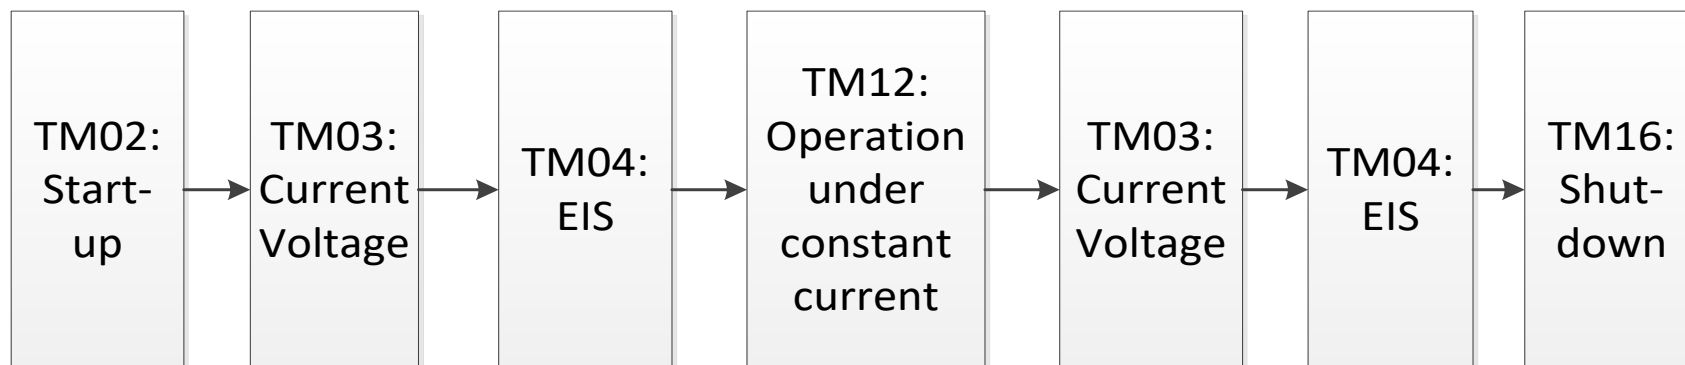 TM02:
Start-
up
TM03:
Current
Voltage
TM04:
EIS
TM12:
Operation
under
constant
current
TM03:
Current
Voltage
TM04:
EIS
TM16:
Shut-
down